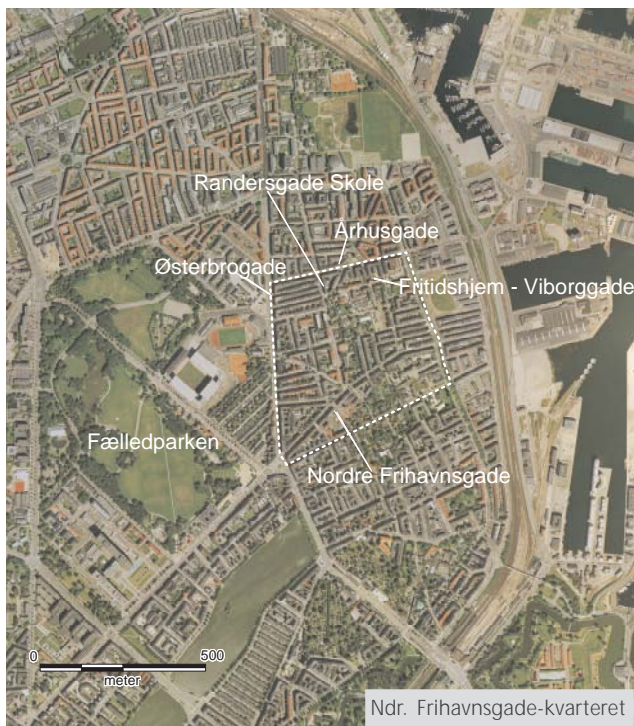 Randersgade Skole
Århusgade
Østerbrogade
Fritidshjem - Viborggade
Fælledparken
Nordre Frihavnsgade
0 500
meter
Ndr. Frihavnsgade-kvarteret